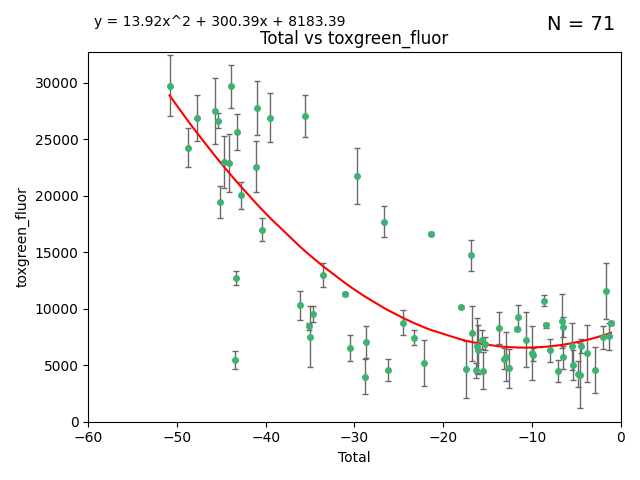 y = 13.92x^2 + 300.39x + 8183.39
N = 71
Total vs toxgreen_fluor
30000
25000
20000
15000
10000
5000
0
toxgreen_fluor
−60 −50 −40 −30 −20 −10 0
Total